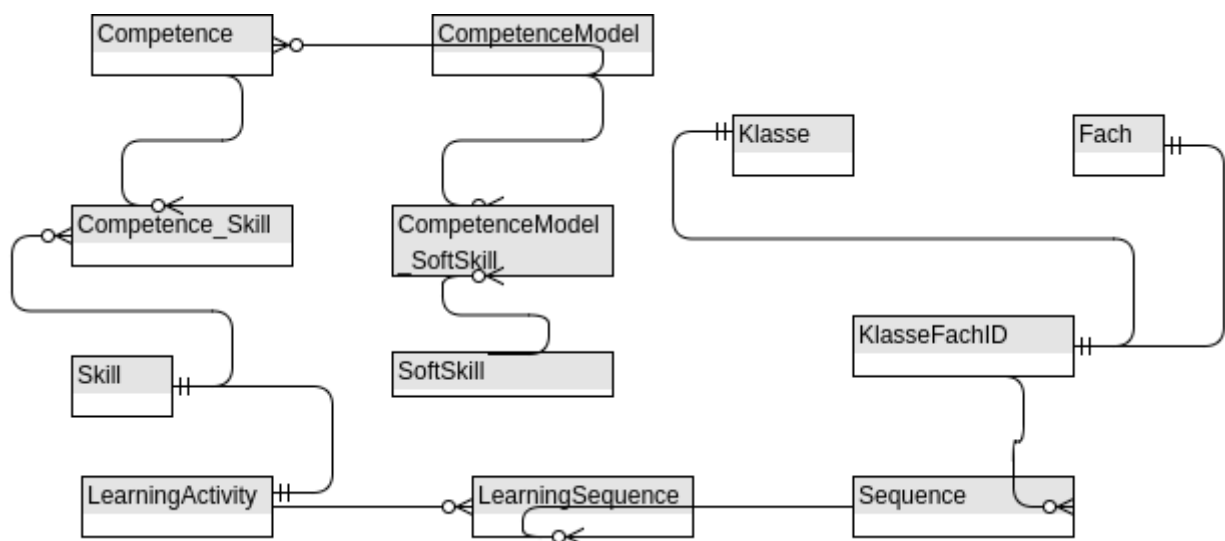 Competence
CompetenceModel
Klasse
Fach
Competence_Skill
CompetenceModel
_SoftSkill
KlasseFachID
Skill
SoftSkill
LearningActivity
LearningSequence
Sequence